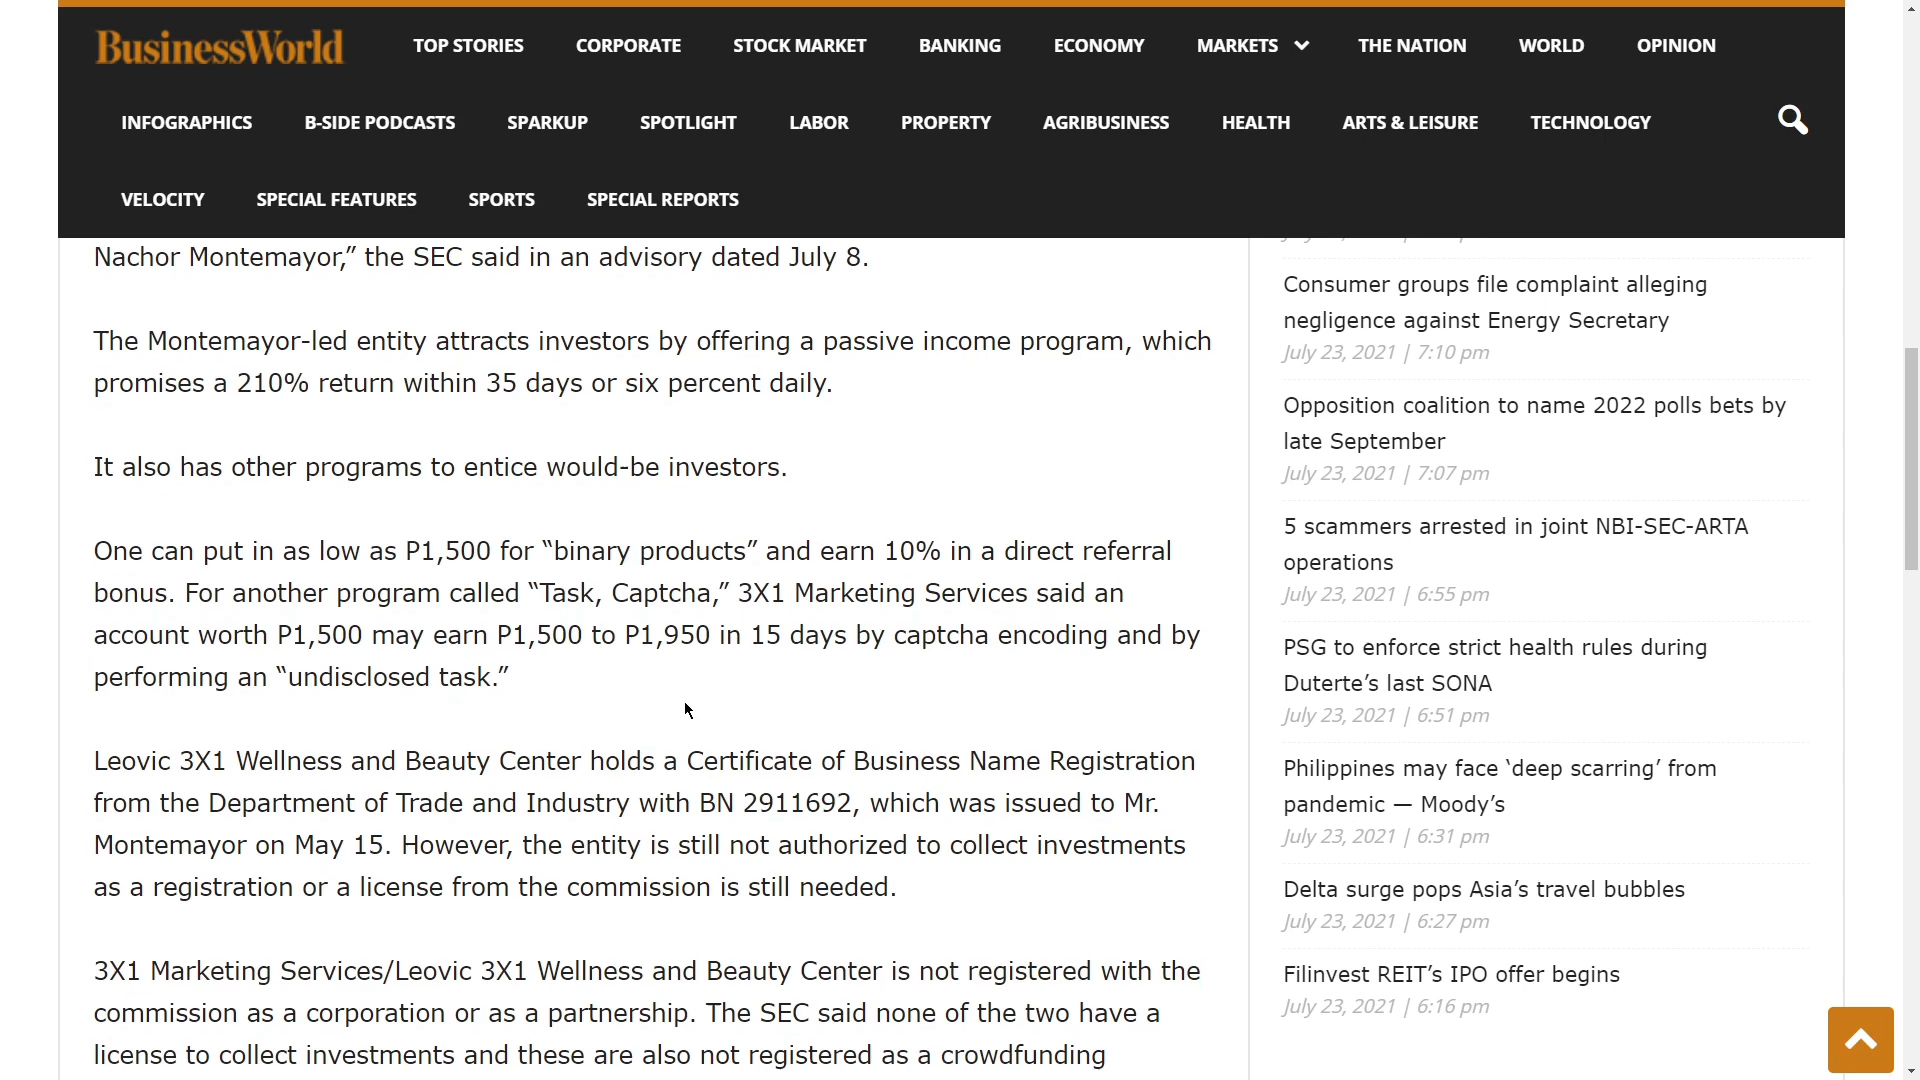 BusinessWorld
TOP STORIES CORPORATE STOCK MARKET BANKING ECONOMY MARKETS THE NATION WORLD OPINION
INFOGRAPHICS B-SIDE PODCASTS SPARKUP SPOTLIGHT LABOR PROPERTY AGRIBUSINESS HEALTH ARTS & LEISURE TECHNOLOGY
VELOCITY SPECIAL FEATURES SPORTS SPECIAL REPORTS
Nachor Montemayor,” the SEC said in an advisory dated July 8.
The Montemayor-led entity attracts investors by offering a passive income program, which
promises a 210% return within 35 days or six percent daily.
It also has other programs to entice would-be investors.
One can put in as low as P1,500 for “binary products” and earn 10% in a direct referral
bonus. For another program called “Task, Captcha,” 3X1 Marketing Services said an
account worth P1,500 may earn P1,500 to P1,950 in 15 days by captcha encoding and by
performing an “undisclosed task.”
Leovic 3X1 Wellness and Beauty Center holds a Certificate of Business Name Registration
from the Department of Trade and Industry with BN 2911692, which was issued to Mr.
Montemayor on May 15. However, the entity is still not authorized to collect investments
as a registration or a license from the commission is still needed.
3X1 Marketing Services/Leovic 3X1 Wellness and Beauty Center is not registered with the
commission as a corporation or as a partnership. The SEC said none of the two have a
license to collect investments and these are also not registered as a crowdfunding
Consumer groups file complaint alleging
negligence against Energy Secretary
July 23, 2021 | 7:10 pm
Opposition coalition to name 2022 polls bets by
late September
July 23, 2021 | 7:07 pm
5 scammers arrested in joint NBI-SEC-ARTA
operations
July 23, 2021 | 6:55 pm
PSG to enforce strict health rules during
Duterte’s last SONA
July 23, 2021 | 6:51 pm
Philippines may face ‘deep scarring’ from
pandemic — Moody’s
July 23, 2021 | 6:31 pm
Delta surge pops Asia’s travel bubbles
July 23, 2021 | 6:27 pm
Filinvest REIT’s IPO offer begins
July 23, 2021 | 6:16 pm